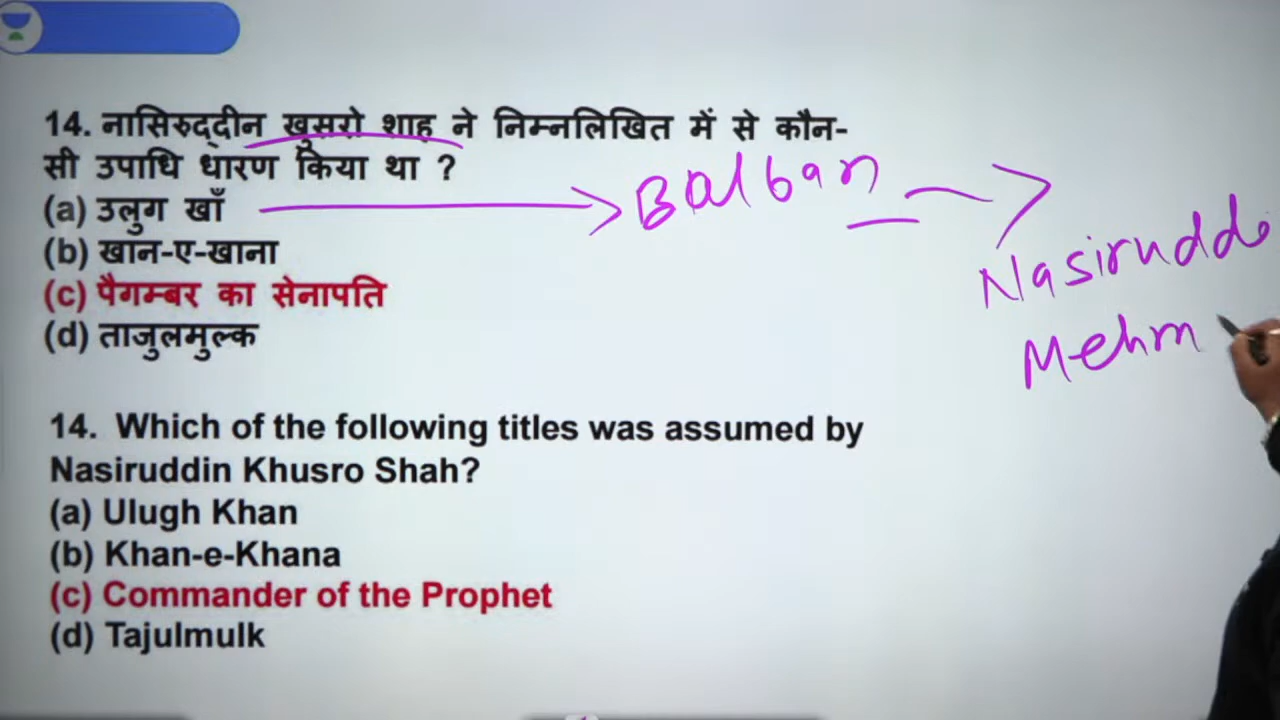 14. नासिरुद्दीन खुसरो शाह ने निम्नलिखित में से कौन-
सी उपाधि धारण किया था ?
(a) उलुग खाँ
Balban
(b) खान-ए-खाना
Nasirudd
(c) पैगम्बर का सेनापति
Mehm
(d) ताजुलमुल्क
14. Which of the following titles was assumed by
Nasiruddin Khusro Shah?
(a) Ulugh Khan
(b) Khan-e-Khana
(c) Commander of the Prophet
(d) Tajulmulk